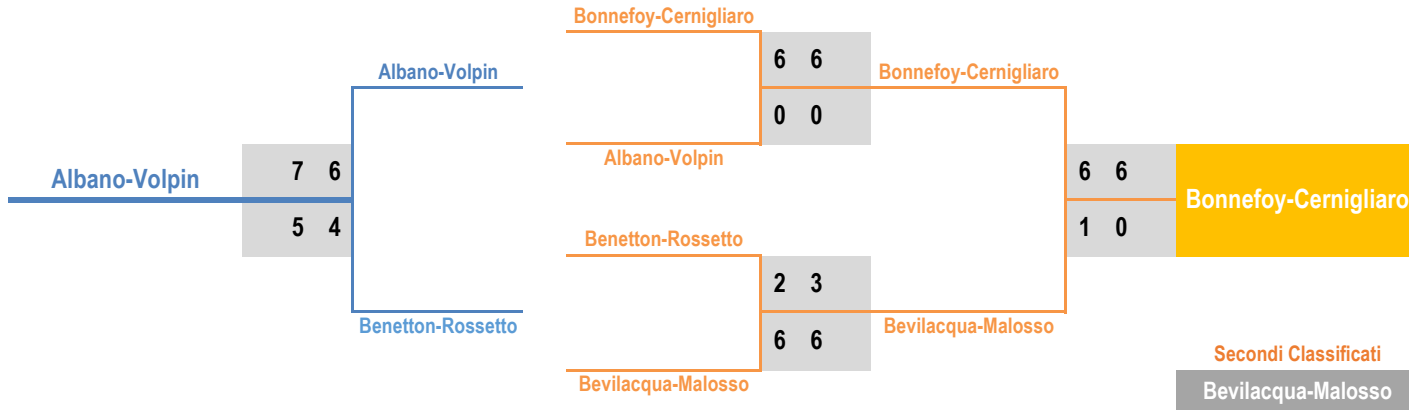 Bonnefoy-Cernigliaro
6 6
Albano-Volpin
Bonnefoy-Cernigliaro
0 0
Albano-Volpin
Albano-Volpin
7 6
6 6
Bonnefoy-Cernigliaro
5 4
1 0
Benetton-Rossetto
2 3
Benetton-Rossetto
Bevilacqua-Malosso
6 6
Secondi Classificati
Bevilacqua-Malosso
Bevilacqua-Malosso